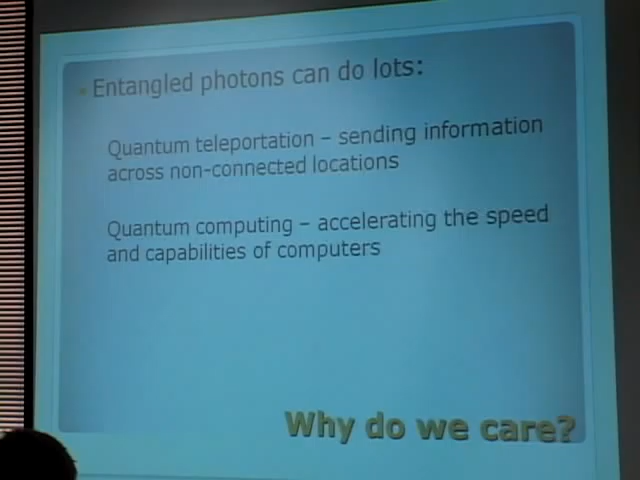 Entangled photons can do lots:
Quantum teleportation – sending information
across non-connected locations
Quantum computing – accelerating the speed
and capabilities of computers
Why do we care?